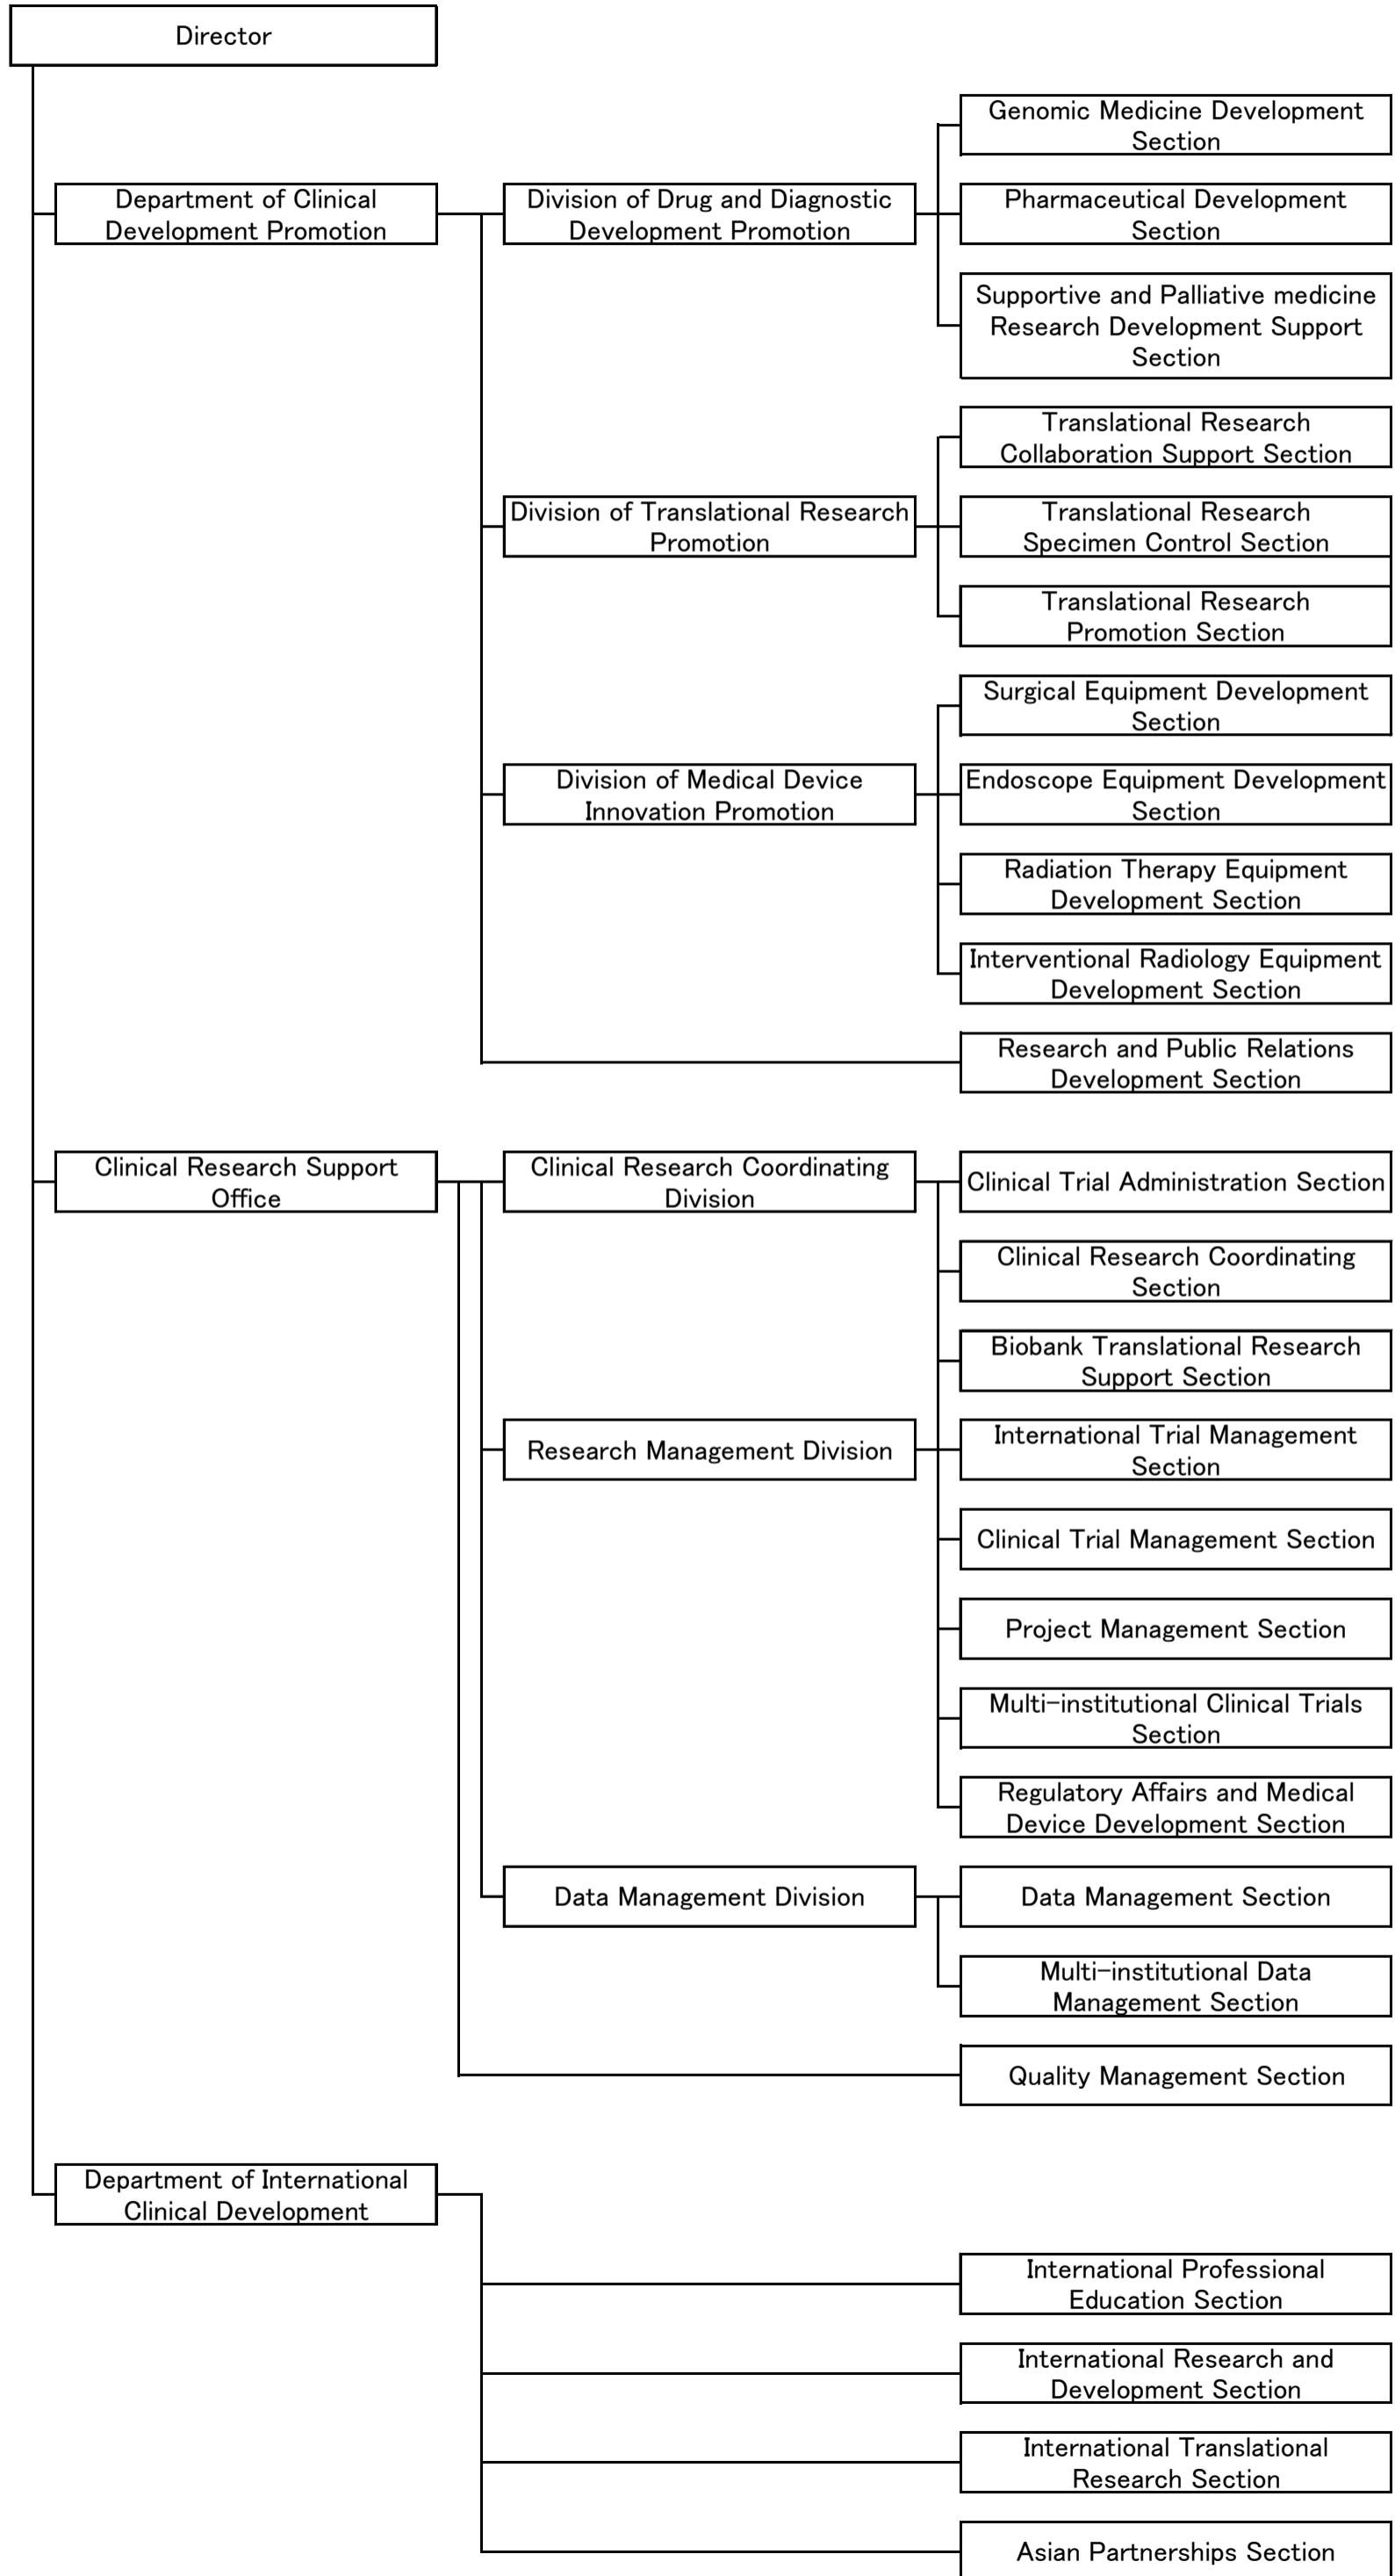 Director
Genomic Medicine Development
Section
Department of Clinical
Development Promotion
Division of Drug and Diagnostic
Development Promotion
Pharmaceutical Development
Section
Supportive and Palliative medicine
Research Development Support
Section
Translational Research
Collaboration Support Section
Division of Translational Research
Promotion
Translational Research
Specimen Control Section
Translational Research
Promotion Section
Surgical Equipment Development
Section
Division of Medical Device
Innovation Promotion
Endoscope Equipment Development
Section
Radiation Therapy Equipment
Development Section
Interventional Radiology Equipment
Development Section
Research and Public Relations
Development Section
Clinical Research Support
Office
Clinical Research Coordinating
Division
Clinical Trial Administration Section
Clinical Research Coordinating
Section
Biobank Translational Research
Support Section
Research Management Division
International Trial Management
Section
Clinical Trial Management Section
Project Management Section
Multi-institutional Clinical Trials
Section
Regulatory Affairs and Medical
Device Development Section
Data Management Division
Data Management Section
Multi-institutional Data
Management Section
Quality Management Section
Department of International
Clinical Development
International Professional
Education Section
International Research and
Development Section
International Translational
Research Section
Asian Partnerships Section